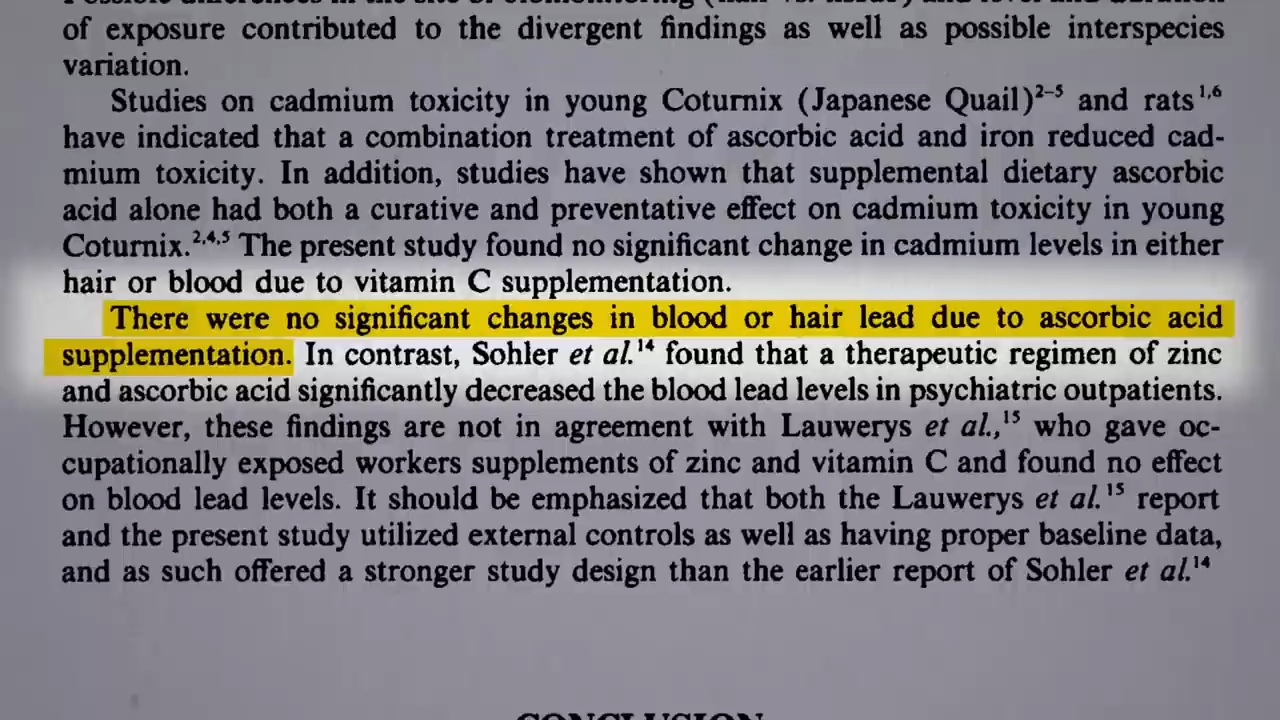 of exposure contributed to the divergent findings as well as possible interspecies
variation.
Studies on cadmium toxicity in young Coturnix (Japanese Quail)²⁻⁵ and rats¹,⁶
have indicated that a combination treatment of ascorbic acid and iron reduced cad-
mium toxicity. In addition, studies have shown that supplemental dietary ascorbic
acid alone had both a curative and preventative effect on cadmium toxicity in young
Coturnix.²,⁴,⁵ The present study found no significant change in cadmium levels in either
hair or blood due to vitamin C supplementation.
There were no significant changes in blood or hair lead due to ascorbic acid
supplementation. In contrast, Sohler et al.¹⁴ found that a therapeutic regimen of zinc
and ascorbic acid significantly decreased the blood lead levels in psychiatric outpatients.
However, these findings are not in agreement with Lauwerys et al.,¹⁵ who gave oc-
cupationally exposed workers supplements of zinc and vitamin C and found no effect
on blood lead levels. It should be emphasized that both the Lauwerys et al.¹⁵ report
and the present study utilized external controls as well as having proper baseline data,
and as such offered a stronger study design than the earlier report of Sohler et al.¹⁴
CONCLUSION